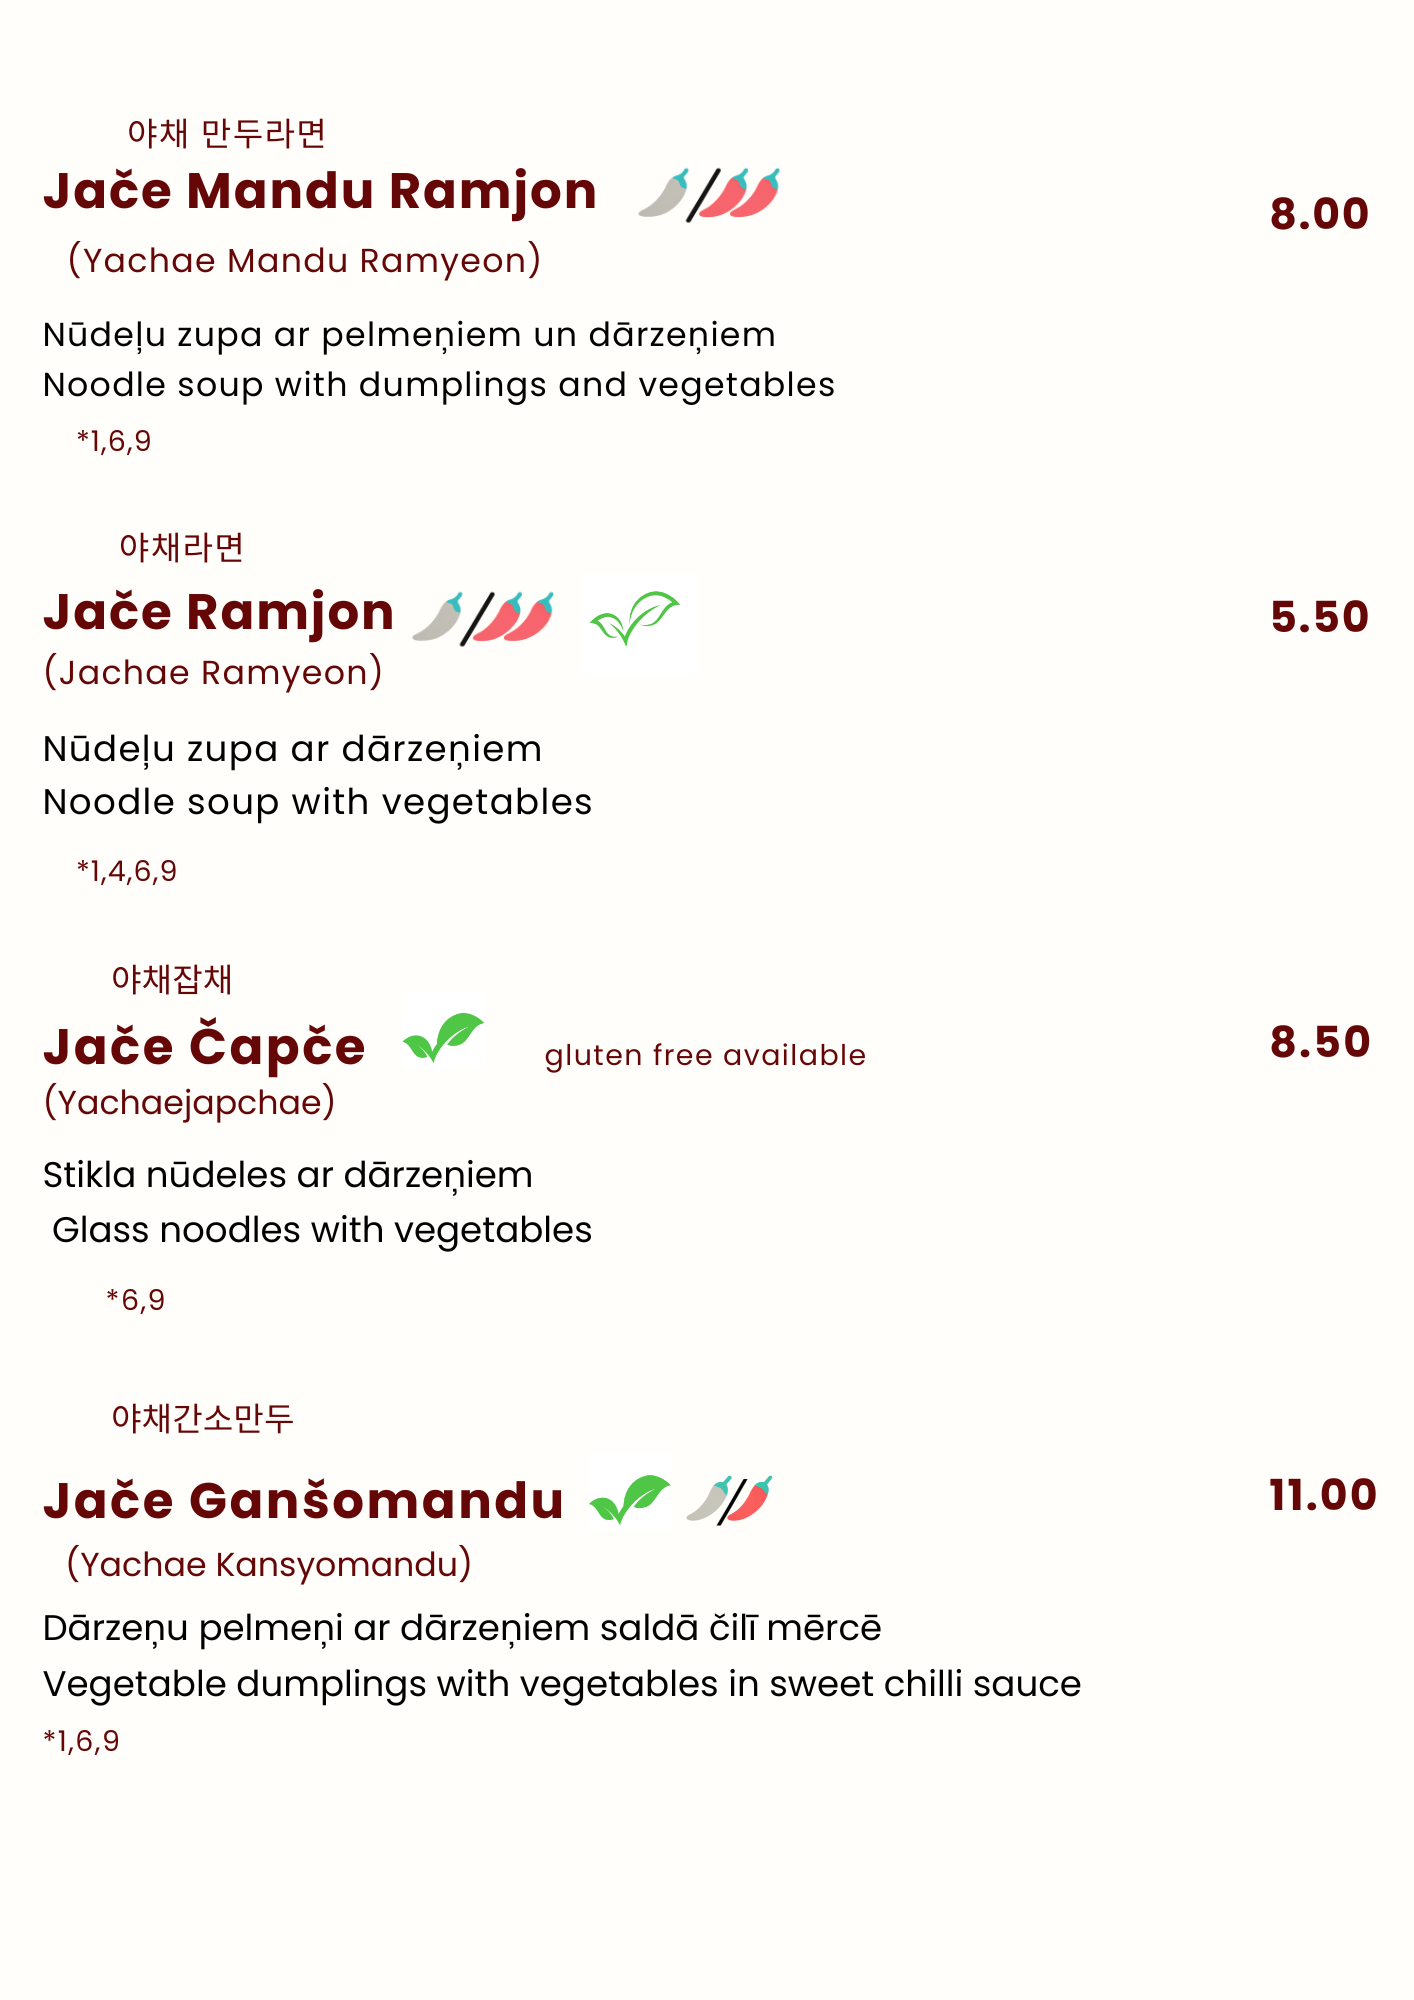 야채 만두라면
Jače Mandu Ramjon
8.00
(Yachae Mandu Ramyeon)
Nūdeļu zupa ar pelmeņiem un dārzeņiem
Noodle soup with dumplings and vegetables
*1,6,9
야채라면
Jače Ramjon
5.50
(Jachae Ramyeon)
Nūdeļu zupa ar dārzeņiem
Noodle soup with vegetables
*1,4,6,9
야채잡채
Jače Čapče
gluten free available
8.50
(Yachaejapchae)
Stikla nūdeles ar dārzeņiem
Glass noodles with vegetables
*6,9
야채간소만두
Jače Ganšomandu
11.00
(Yachae Kansyomandu)
Dārzeņu pelmeņi ar dārzeņiem saldā čilī mērcē
Vegetable dumplings with vegetables in sweet chilli sauce
*1,6,9